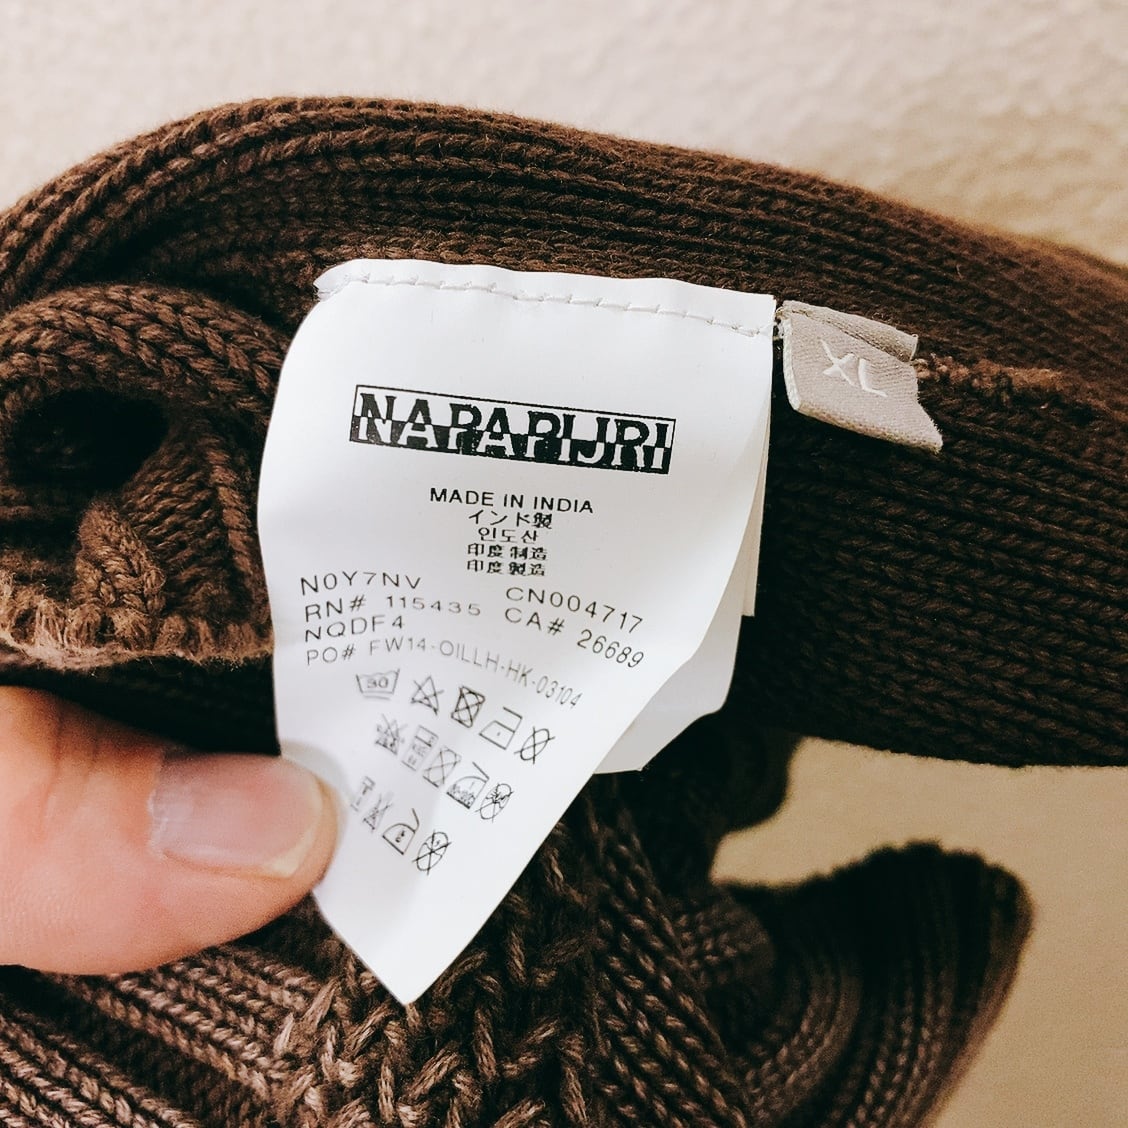 NAPAPIJRI
XL
MADE IN INDIA
インド製
인도산
印度制造
印度製造
N0Y7NV CN004717
RN# 115435 CA# 26689
NQDF4
PO# FW14-OILLH-HK-03104
30